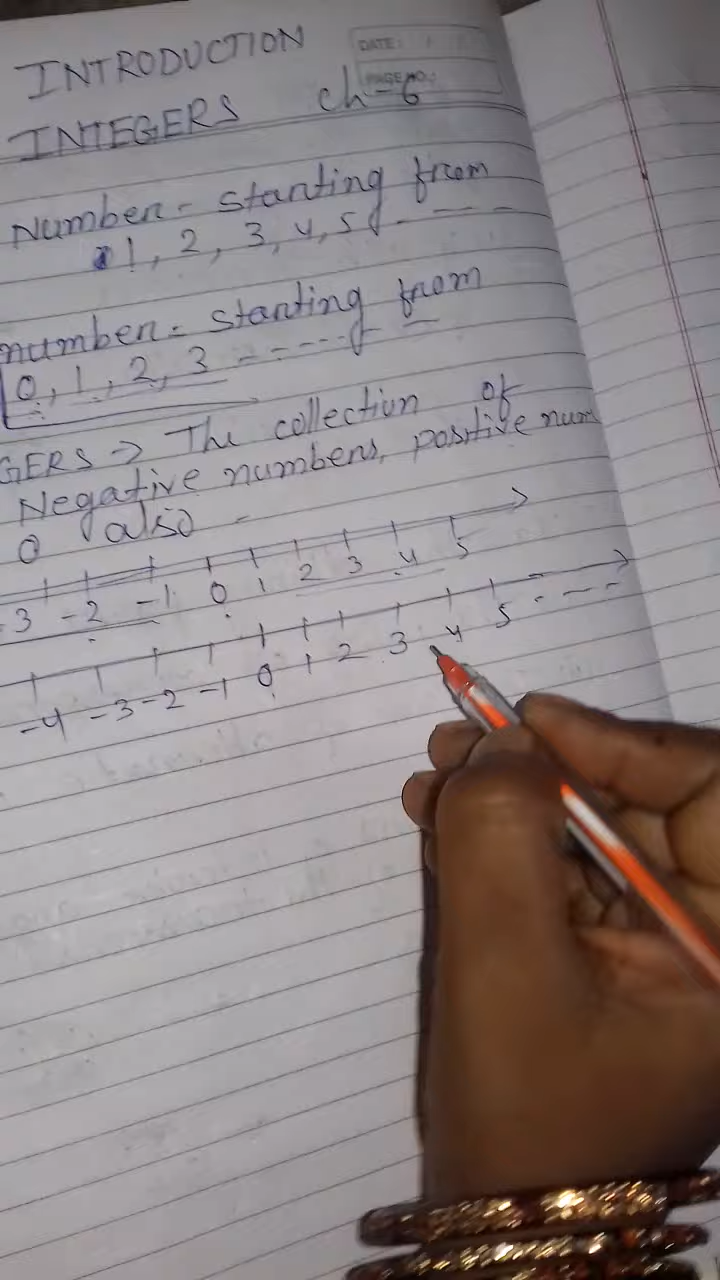 INTRODUCTION
DATE:
PAGE NO.:
INTEGERS ch-6
Number - starting from
1, 2, 3, 4, 5, - - -
number - starting from
0, 1, 2, 3 - - - - - -
GERS → The collection of
Negative numbers, positive num
0 also -
-3 -2 -1 0 1 2 3 4 5
-4 -3 -2 -1 0 1 2 3 4 5 - - - -